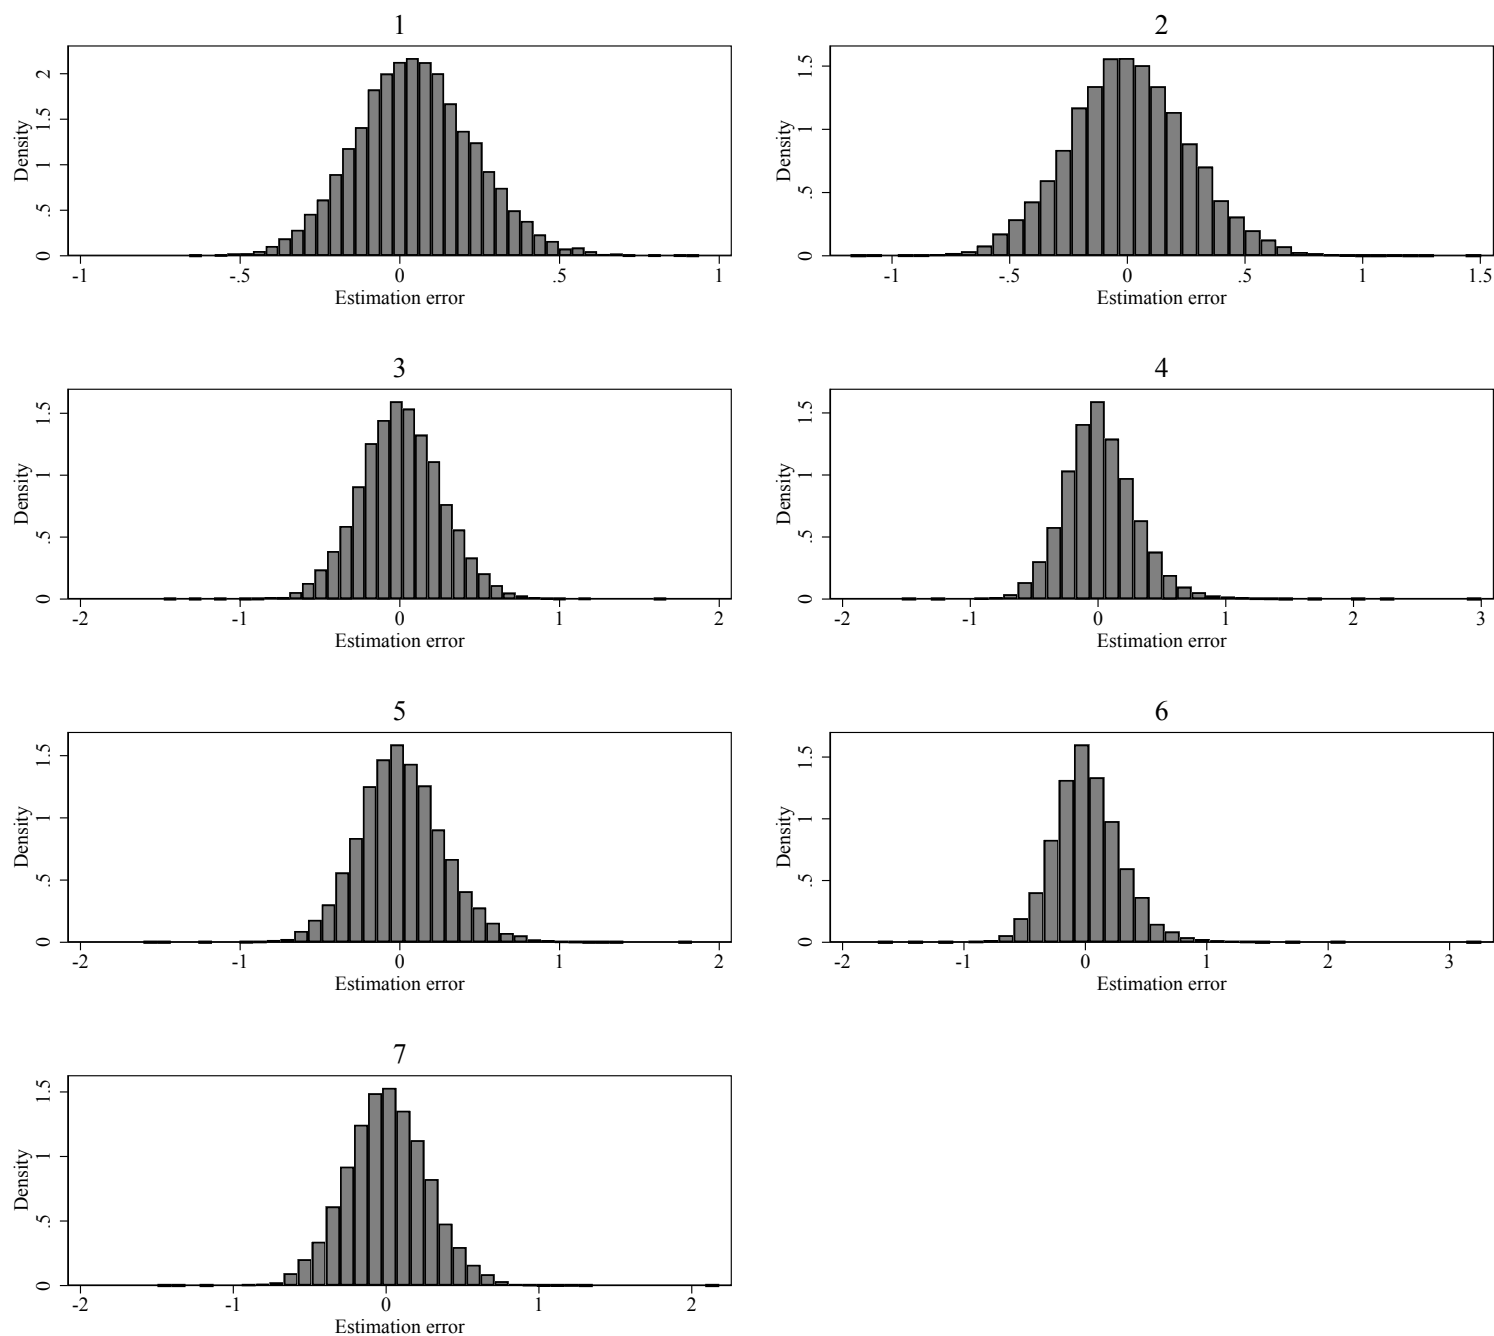 1
Density
0 .5 1 1.5 2
-1 -.5 0 .5 1
Estimation error
2
Density
0 .5 1 1.5
-1 -.5 0 .5 1 1.5
Estimation error
3
Density
0 .5 1 1.5
-2 -1 0 1 2
Estimation error
4
Density
0 .5 1 1.5
-2 -1 0 1 2 3
Estimation error
5
Density
0 .5 1 1.5
-2 -1 0 1 2
Estimation error
6
Density
0 .5 1 1.5
-2 -1 0 1 2 3
Estimation error
7
Density
0 .5 1 1.5
-2 -1 0 1 2
Estimation error